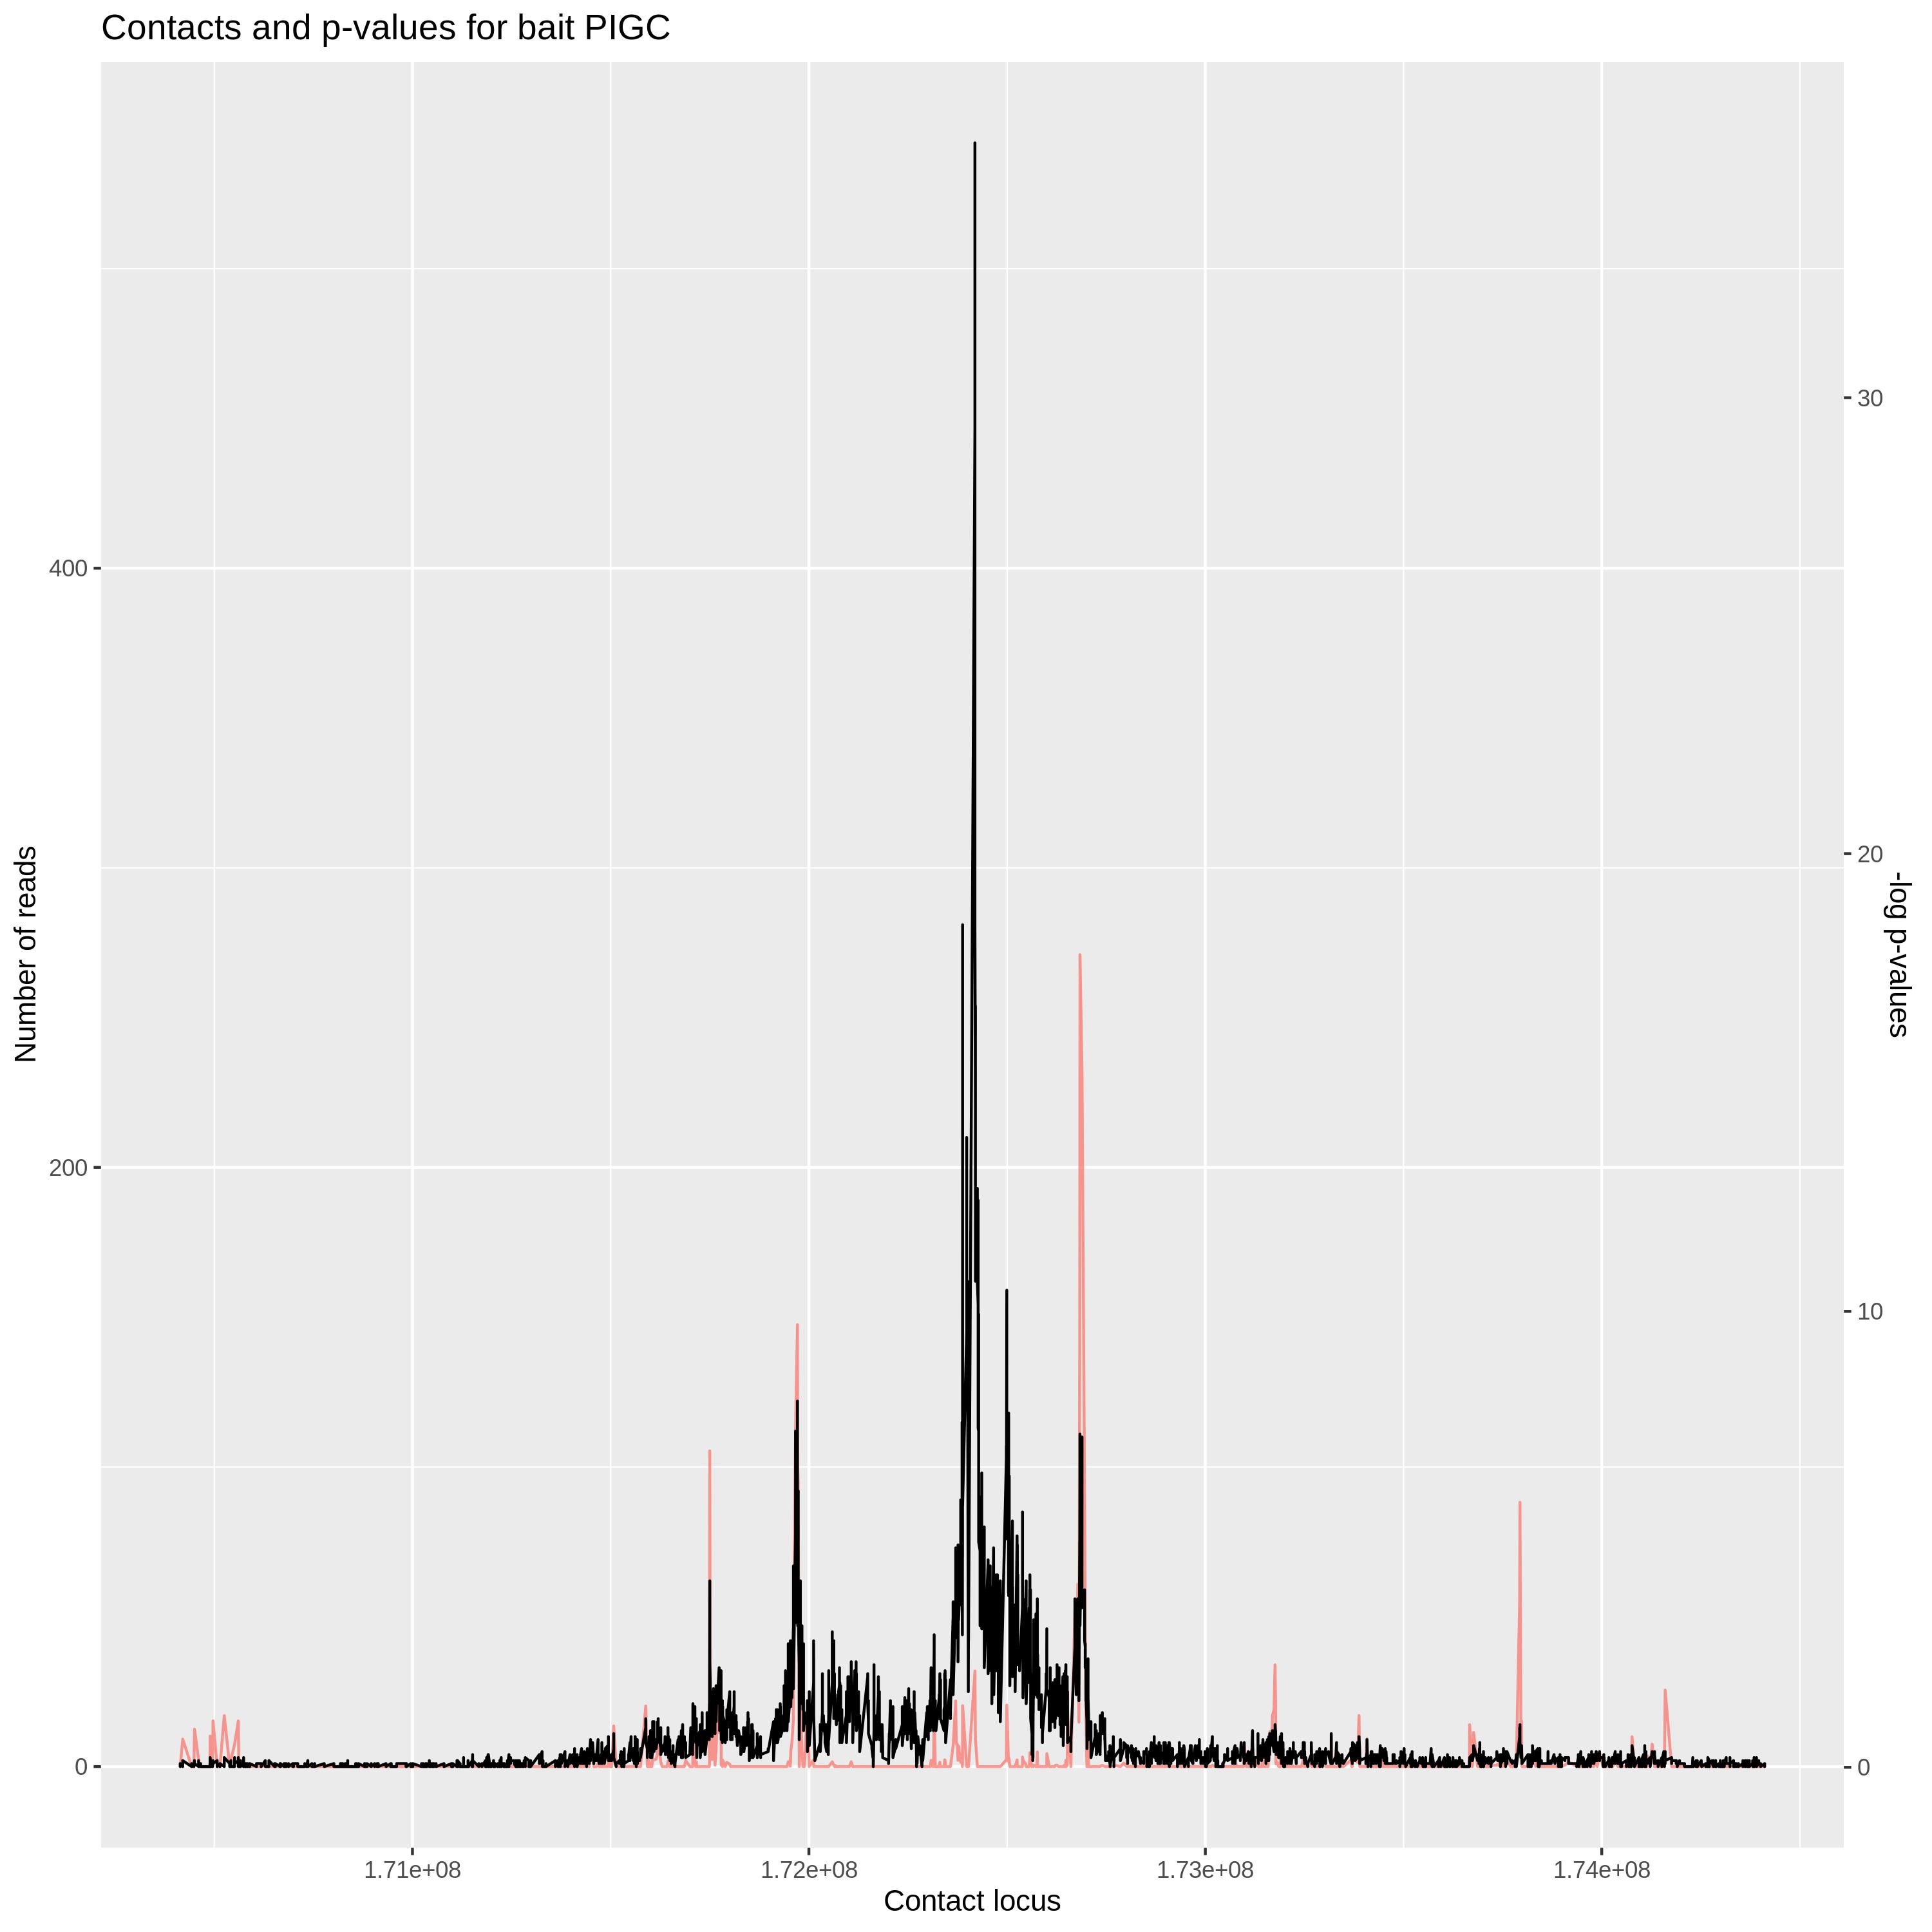 Contacts and p-values for bait PIGC
Number of reads
400
200
0
30
20
10
0
-log p-values
1.71e+08
1.72e+08
1.73e+08
1.74e+08
Contact locus